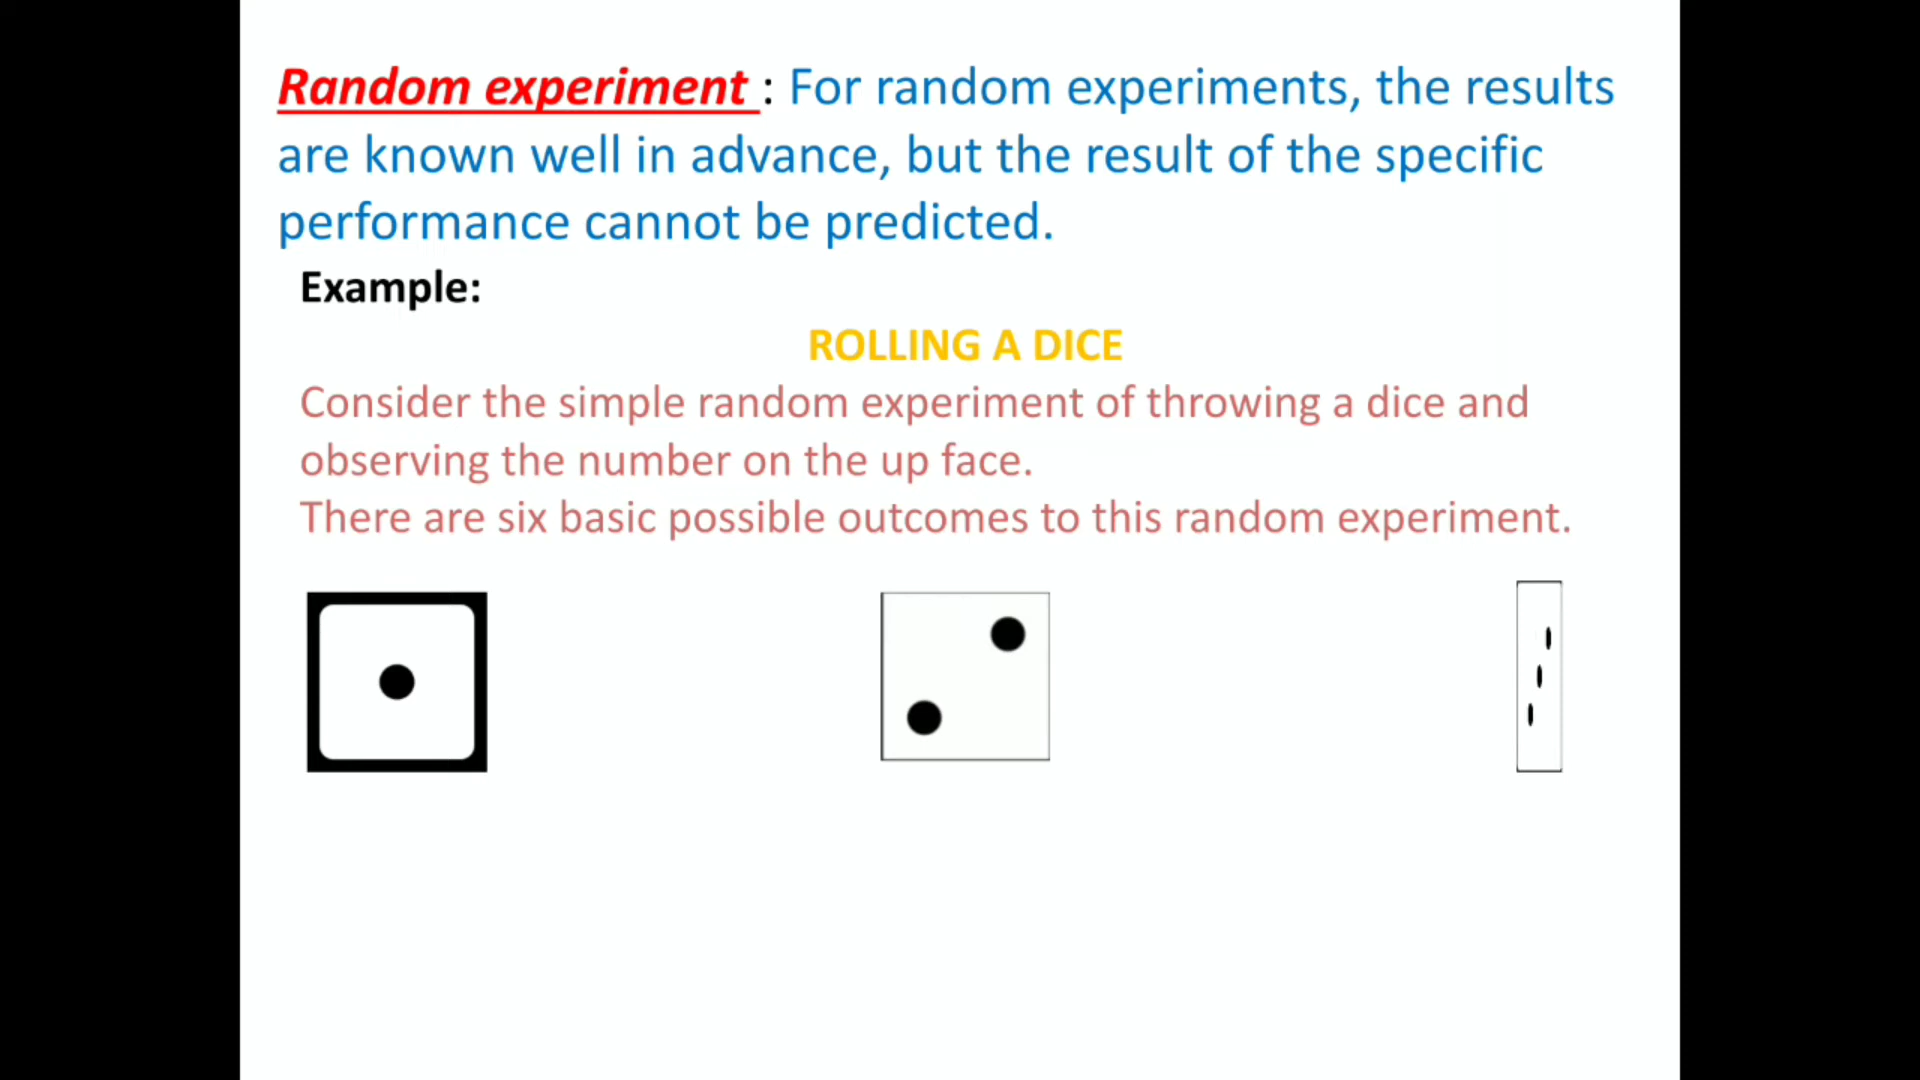 Random experiment : For random experiments, the results
are known well in advance, but the result of the specific
performance cannot be predicted.
Example:
ROLLING A DICE
Consider the simple random experiment of throwing a dice and
observing the number on the up face.
There are six basic possible outcomes to this random experiment.